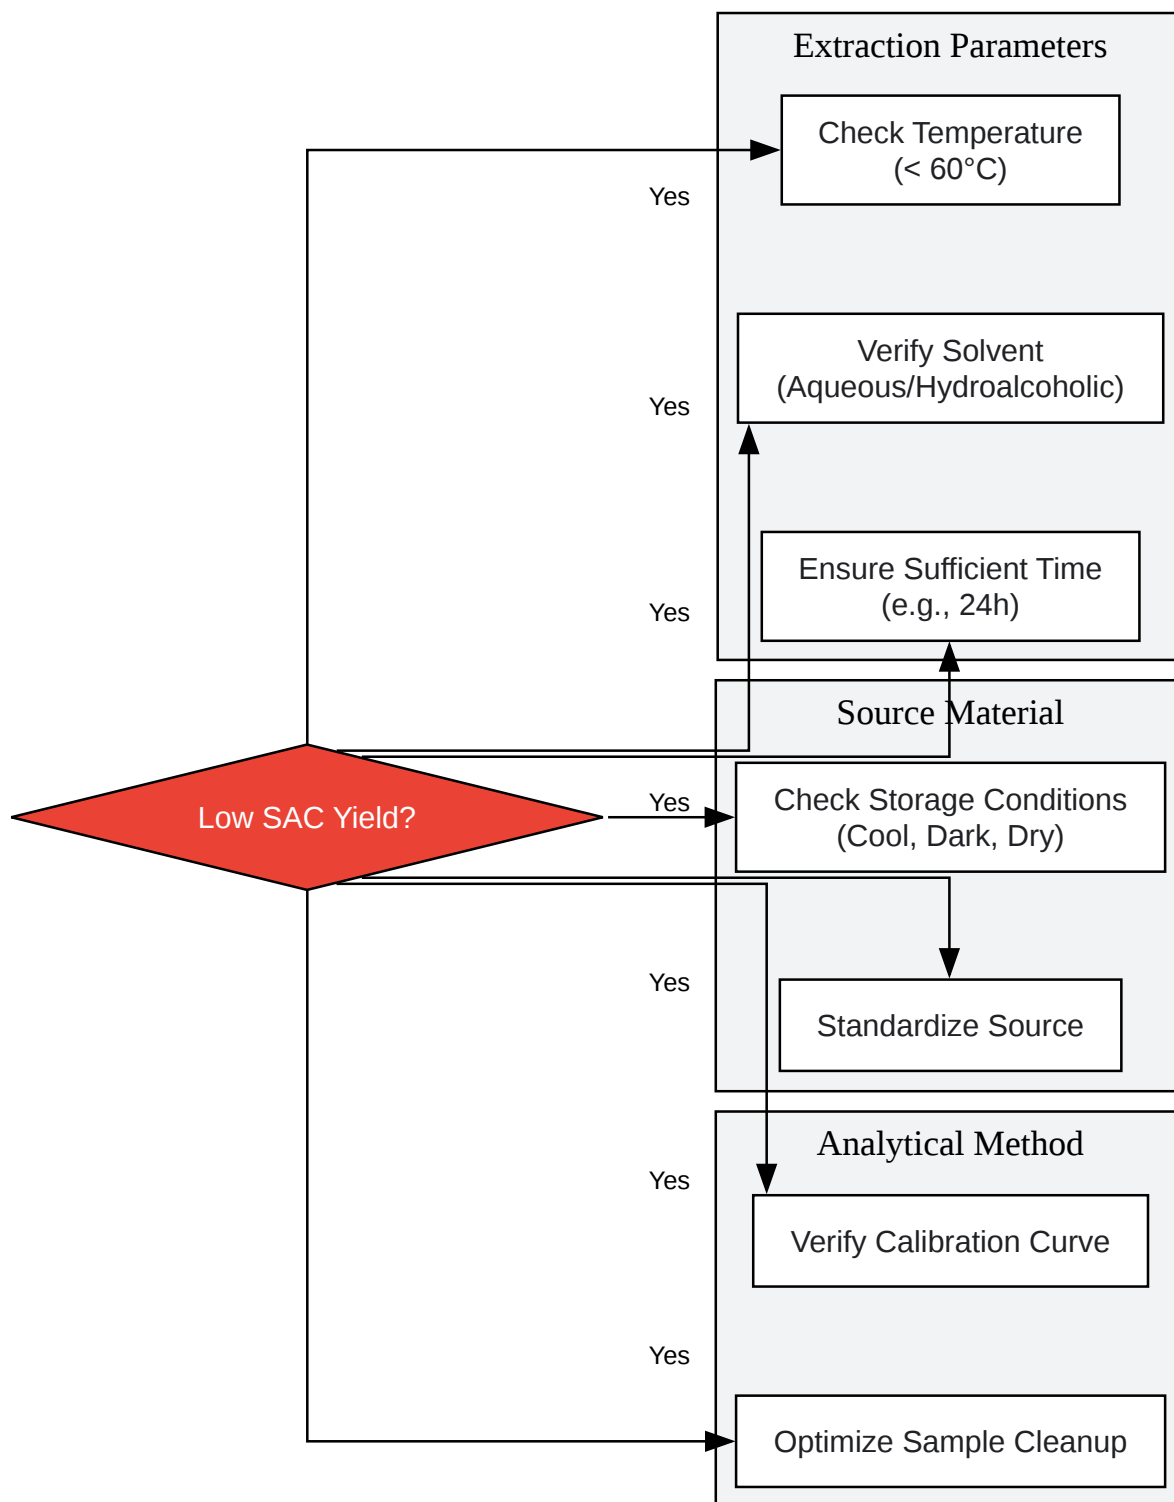 Extraction Parameters
Check Temperature
(< 60°C)
Yes
Verify Solvent
(Aqueous/Hydroalcoholic)
Yes
Ensure Sufficient Time
(e.g., 24h)
Yes
Source Material
Low SAC Yield?
Yes
Check Storage Conditions
(Cool, Dark, Dry)
Yes
Standardize Source
Analytical Method
Yes
Verify Calibration Curve
Yes
Optimize Sample Cleanup